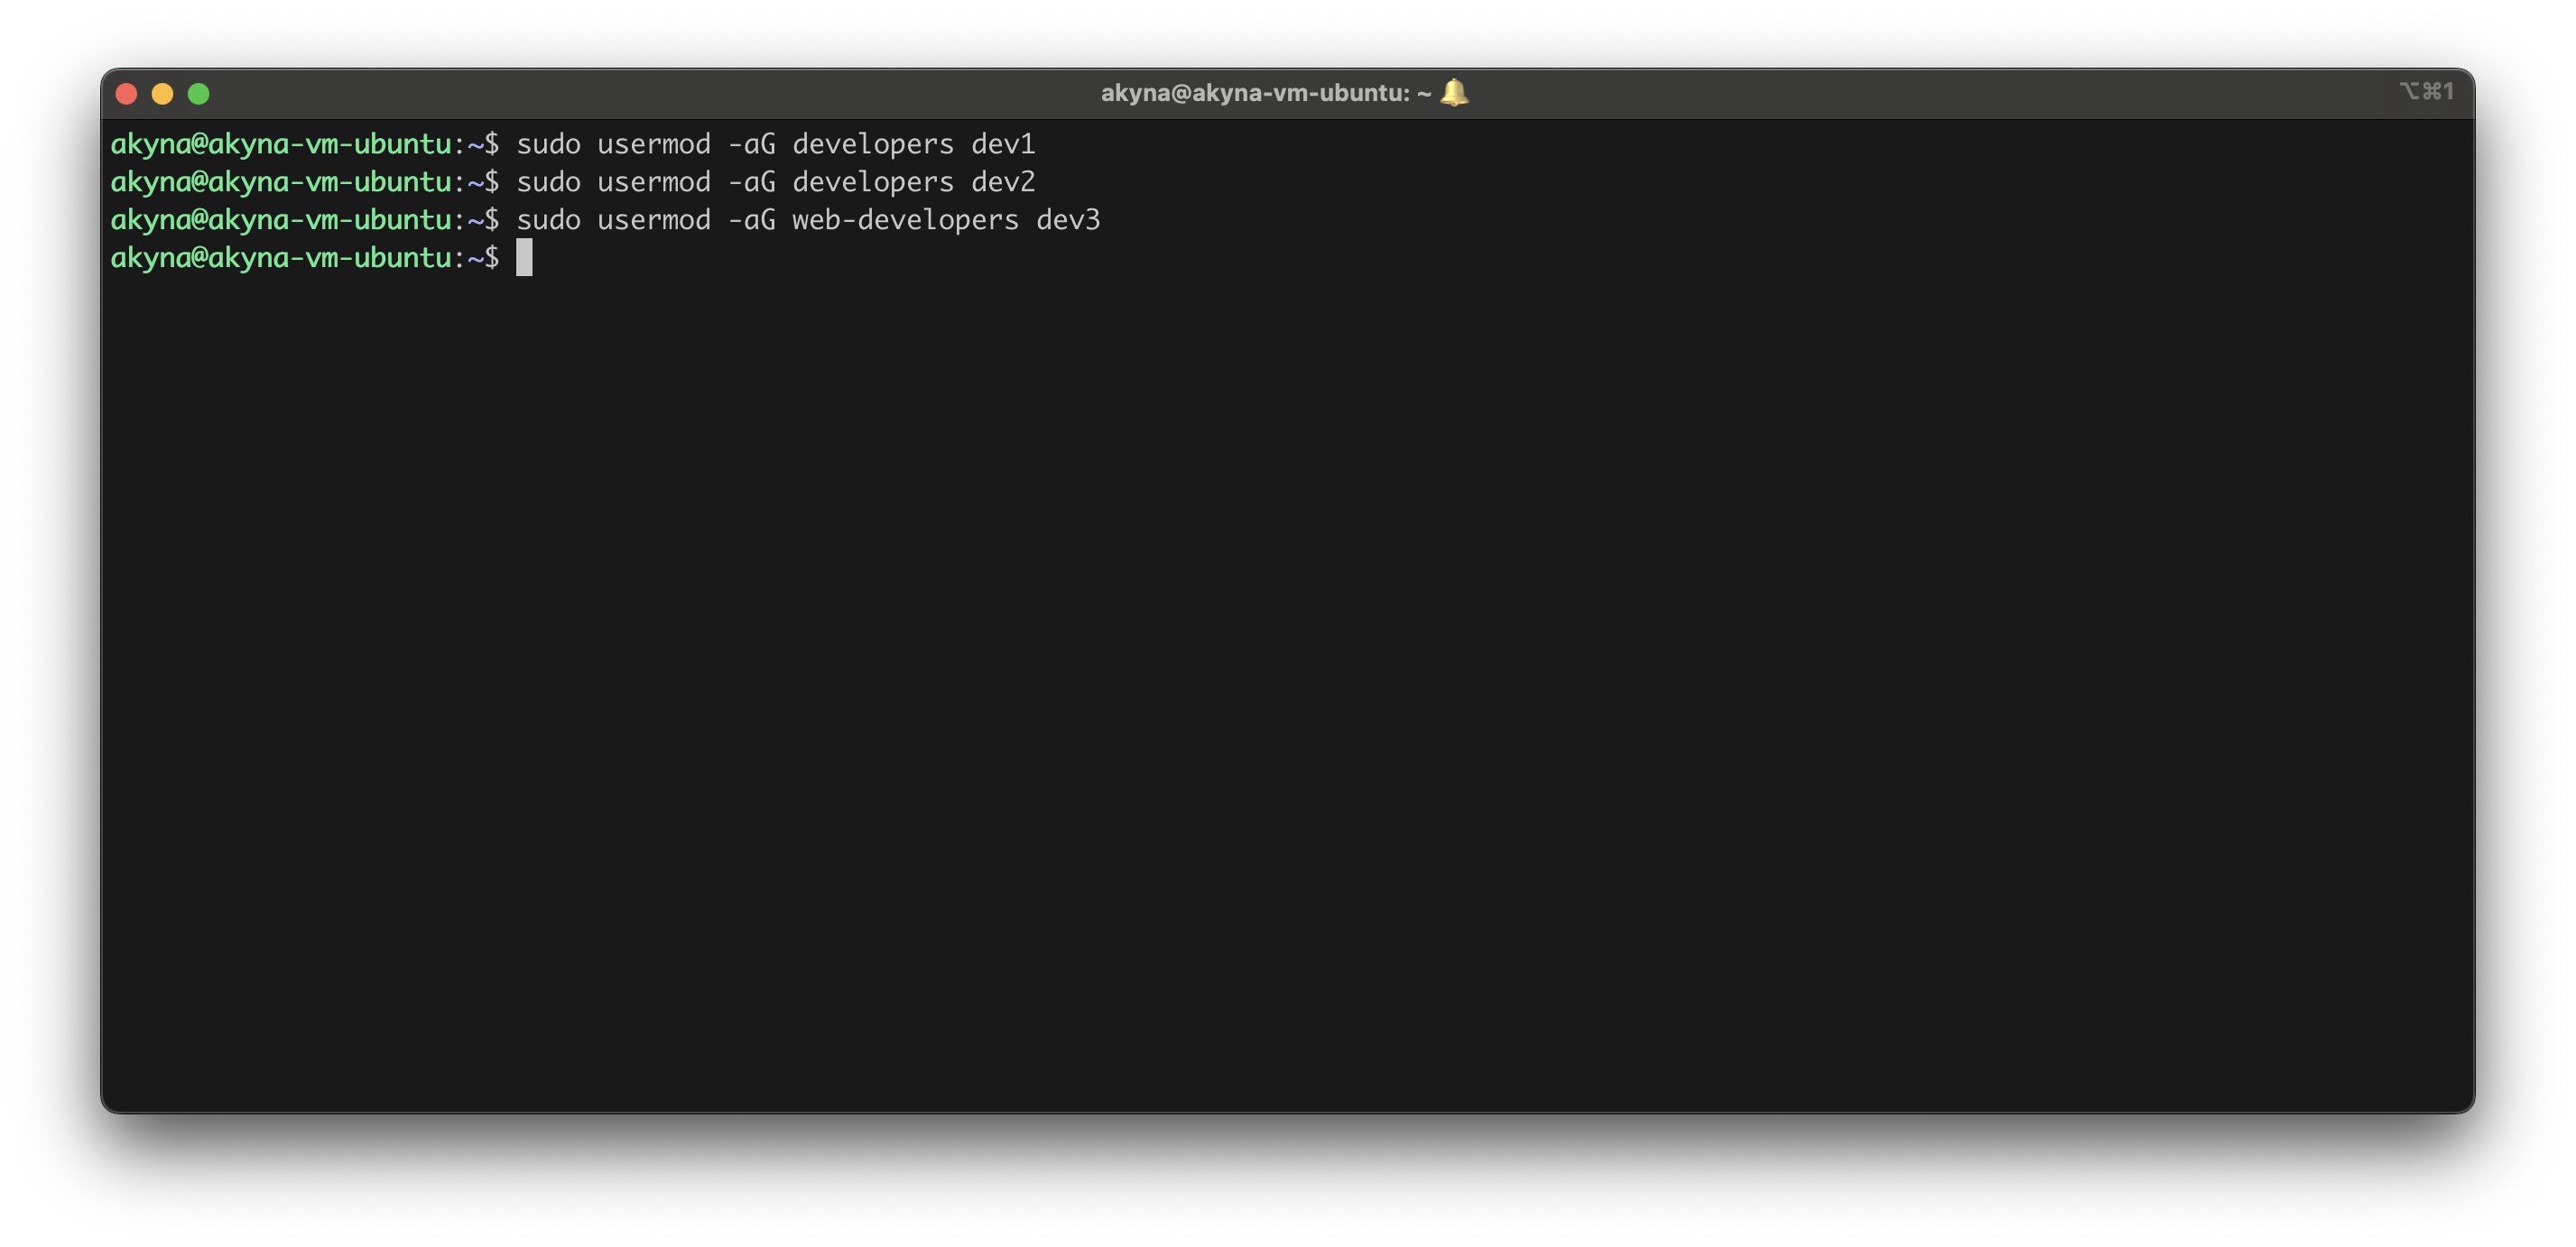 akyna@akyna-vm-ubuntu: ~ 🔔
⌥⌘1
akyna@akyna-vm-ubuntu:~$ sudo usermod -aG developers dev1
akyna@akyna-vm-ubuntu:~$ sudo usermod -aG developers dev2
akyna@akyna-vm-ubuntu:~$ sudo usermod -aG web-developers dev3
akyna@akyna-vm-ubuntu:~$